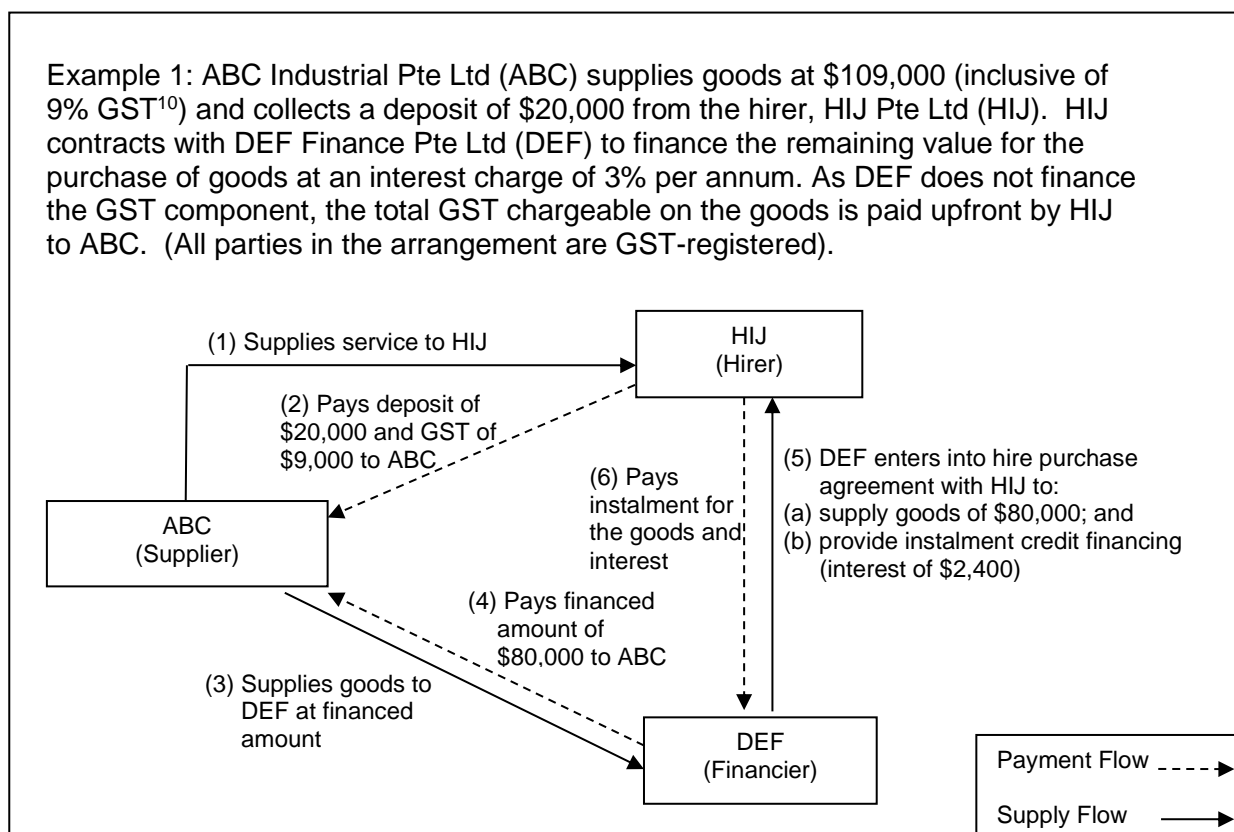 Example 1: ABC Industrial Pte Ltd (ABC) supplies goods at $109,000 (inclusive of
9% GST10) and collects a deposit of $20,000 from the hirer, HIJ Pte Ltd (HIJ). HIJ
contracts with DEF Finance Pte Ltd (DEF) to finance the remaining value for the
purchase of goods at an interest charge of 3% per annum. As DEF does not finance
the GST component, the total GST chargeable on the goods is paid upfront by HIJ
to ABC. (All parties in the arrangement are GST-registered).
(1) Supplies service to HIJ
HIJ
(Hirer)
(2) Pays deposit of
$20,000 and GST of
$9,000 to ABC
(6) Pays
instalment for
the goods and
interest
(5) DEF enters into hire purchase
agreement with HIJ to:
(a) supply goods of $80,000; and
(b) provide instalment credit financing
(interest of $2,400)
ABC
(Supplier)
(4) Pays financed
amount of
$80,000 to ABC
(3) Supplies goods to
DEF at financed
amount
DEF
(Financier)
Payment Flow
Supply Flow